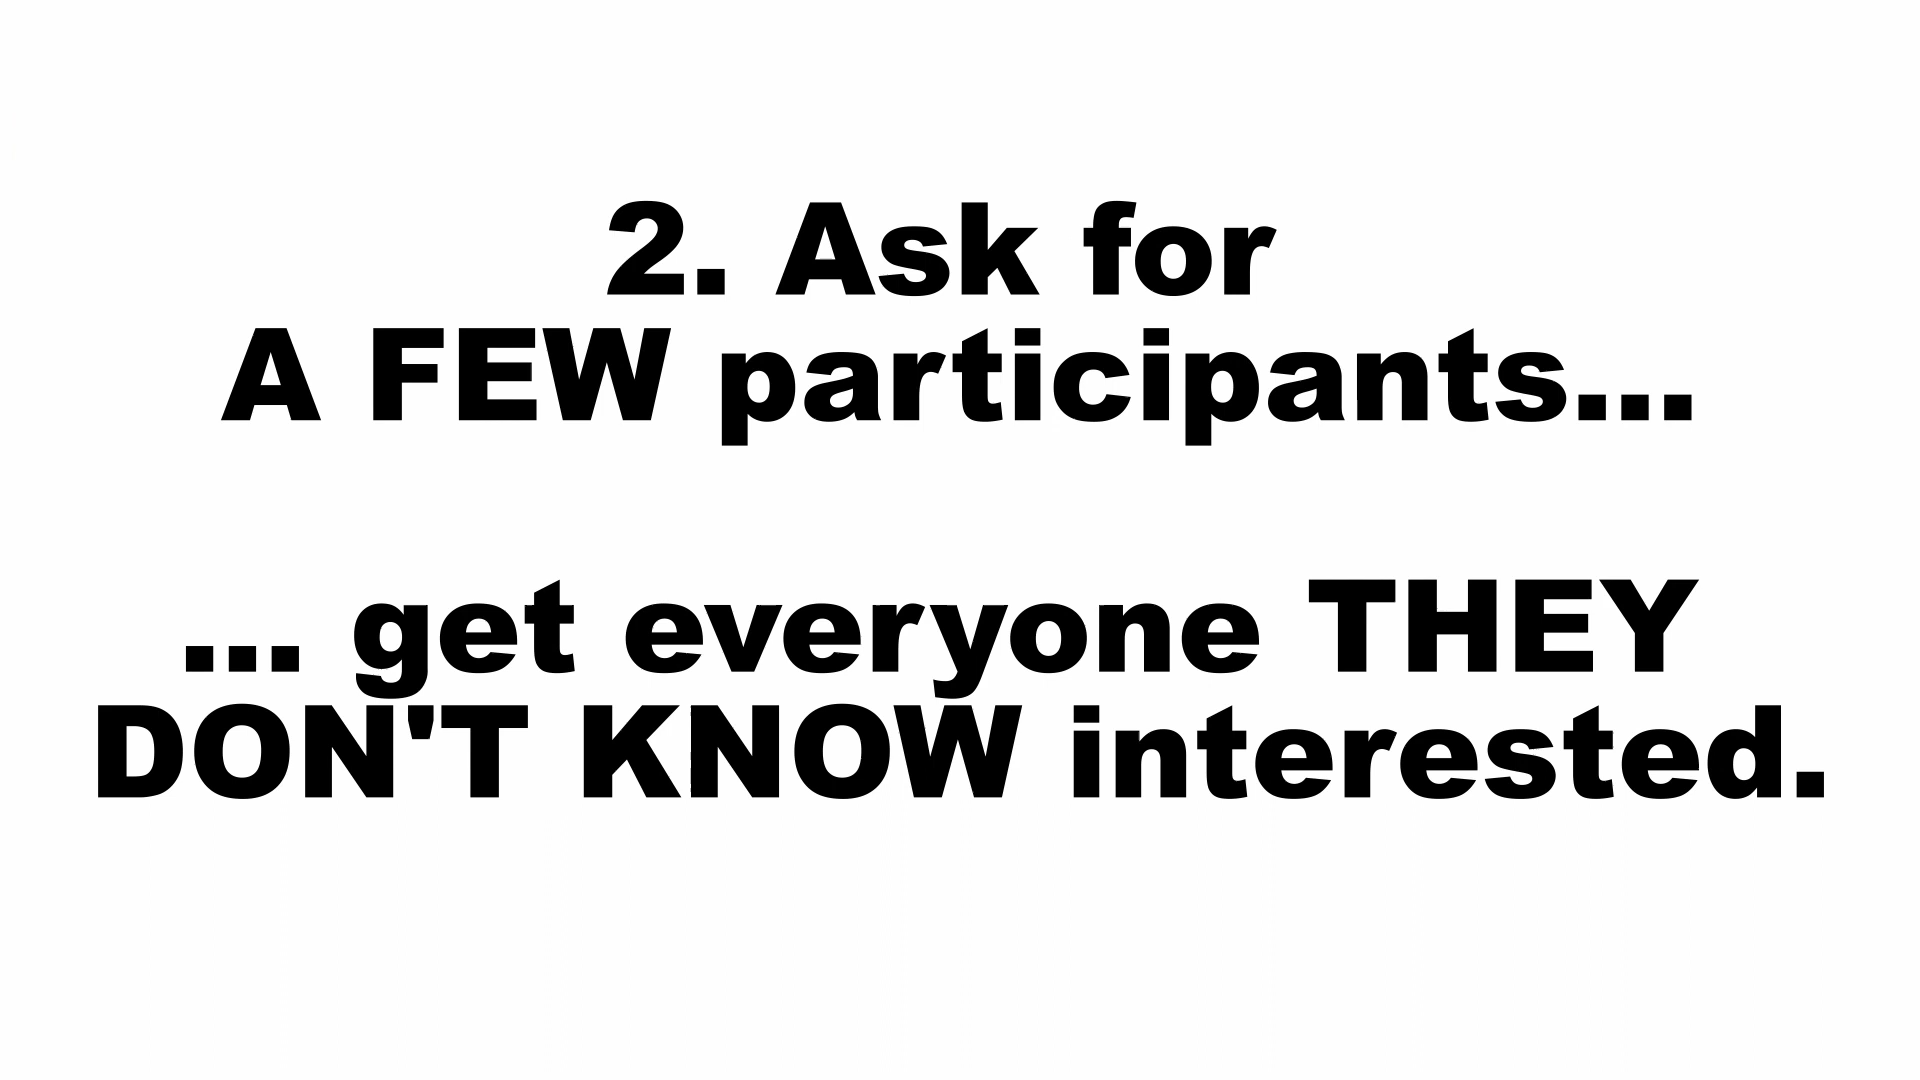 2. Ask for
A FEW participants...
... get everyone THEY
DON'T KNOW interested.